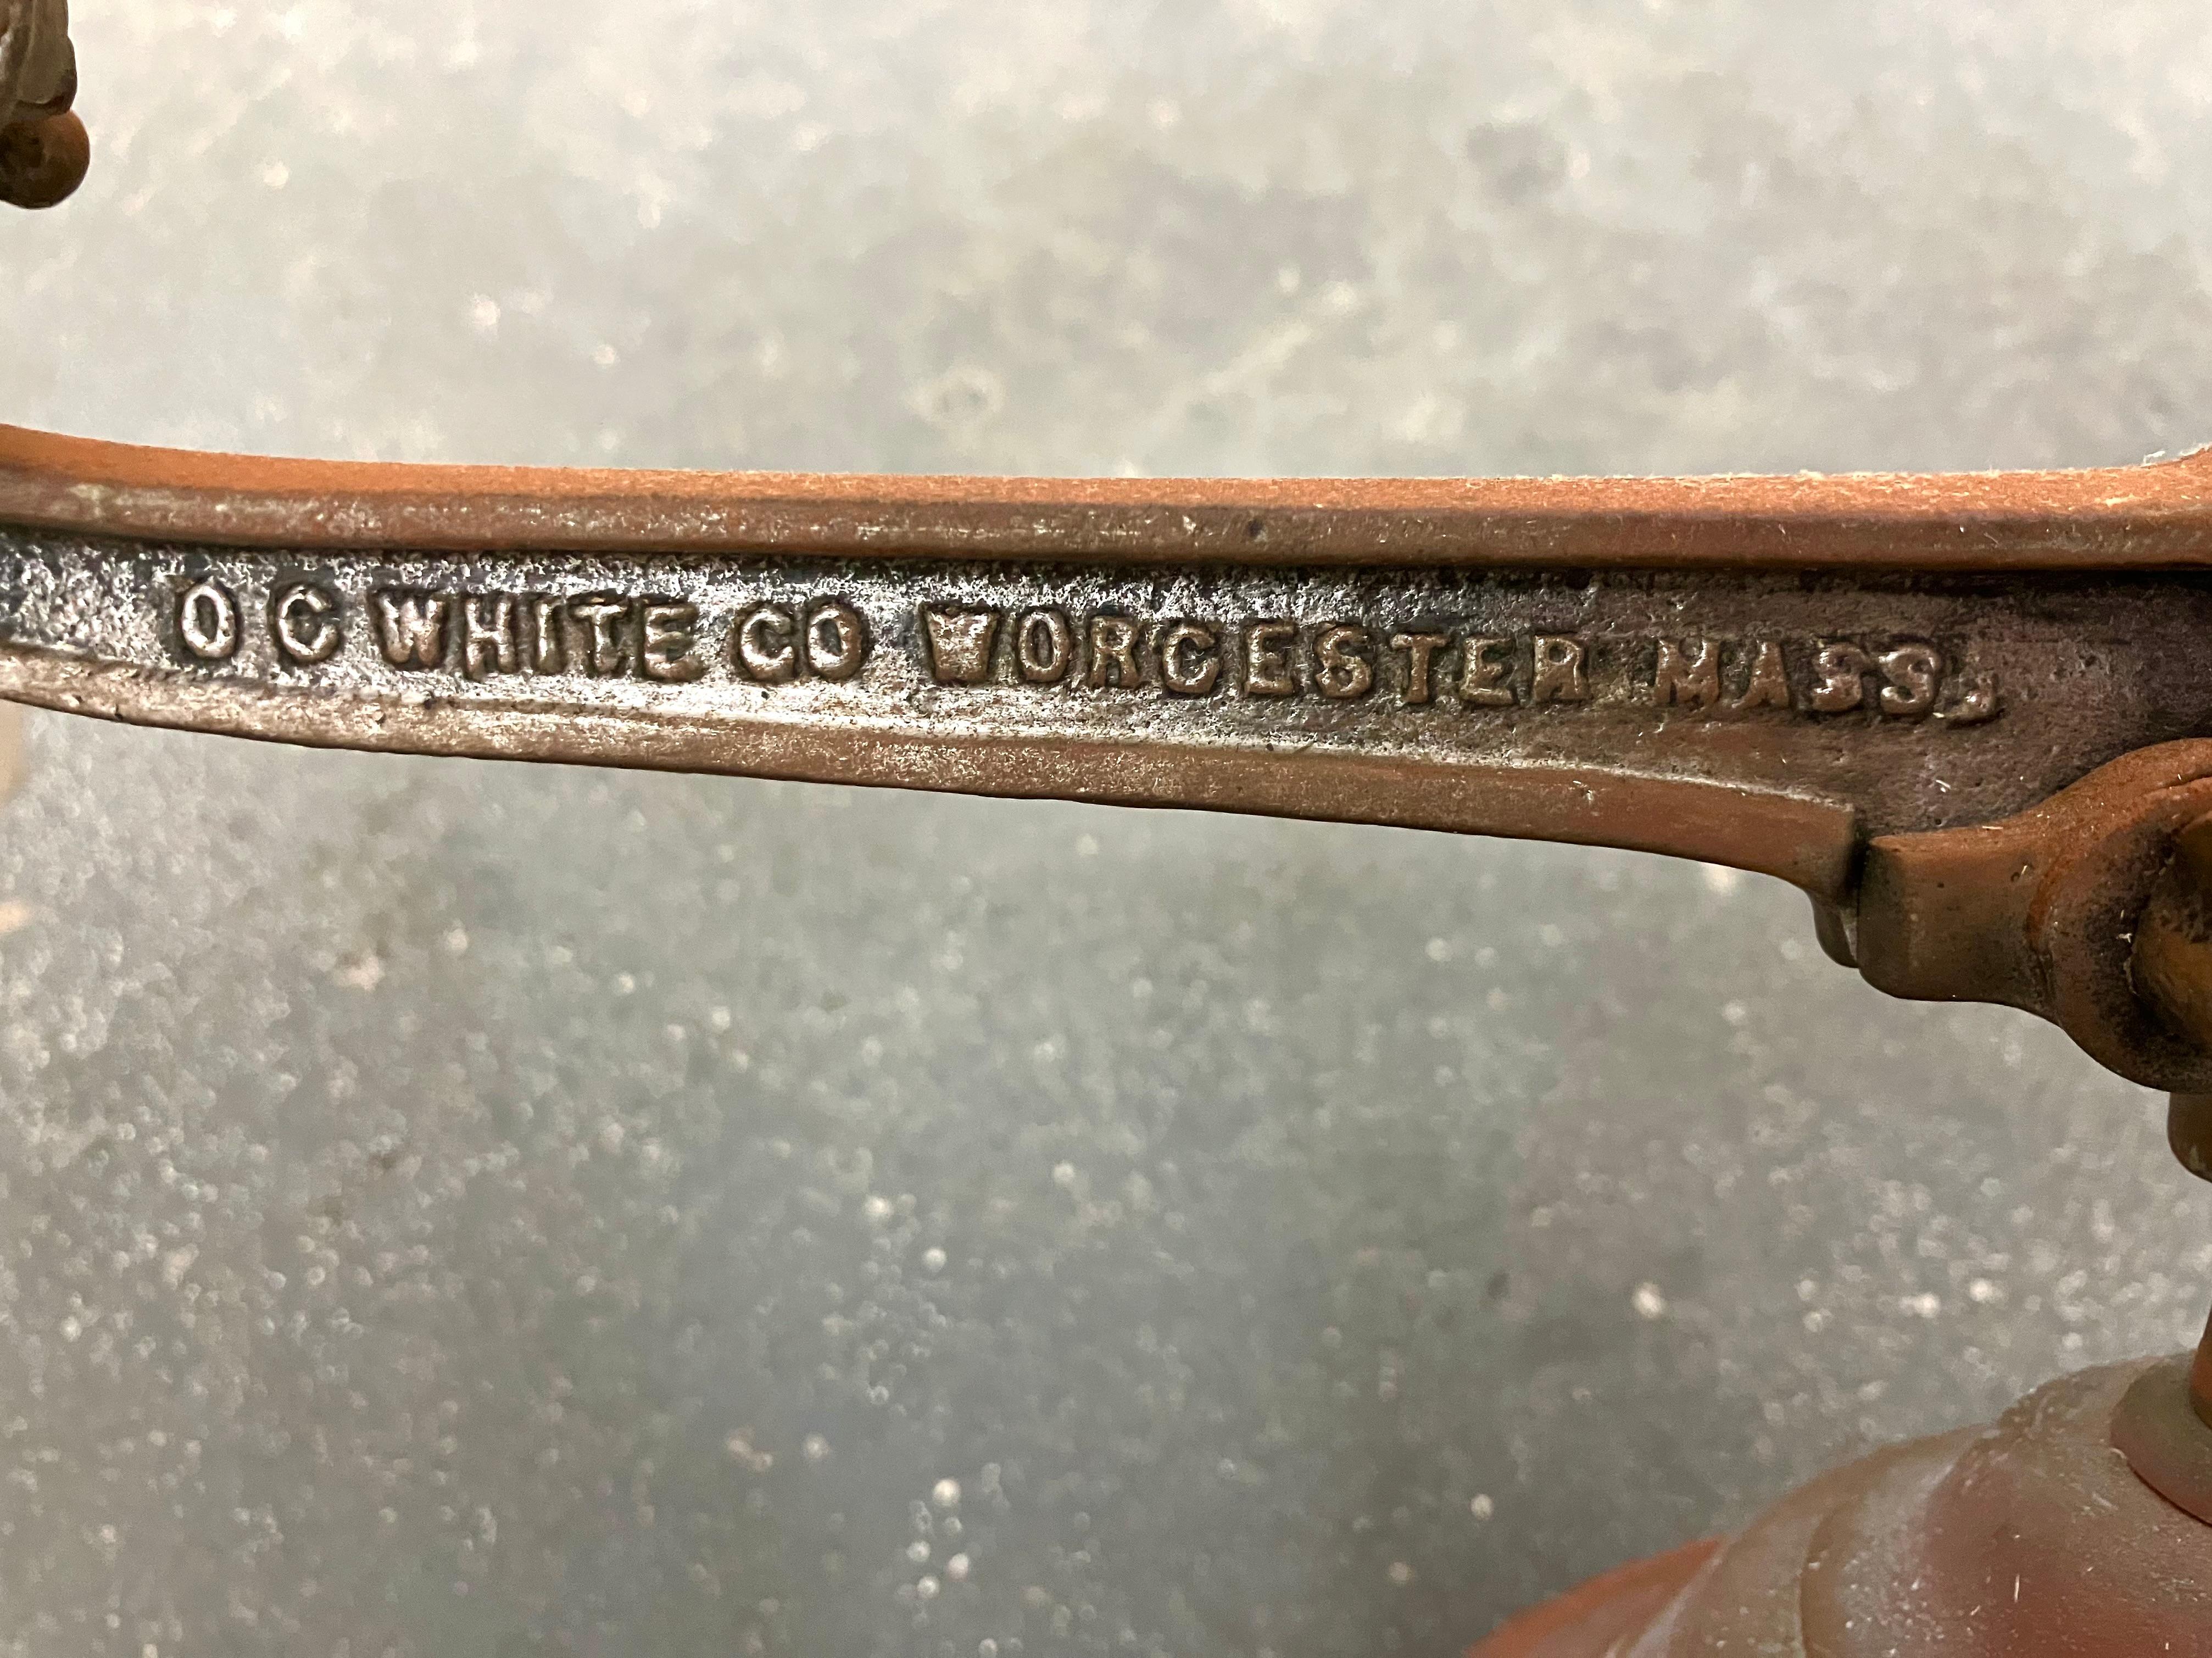 O C WHITE CO WORCESTER MASS,